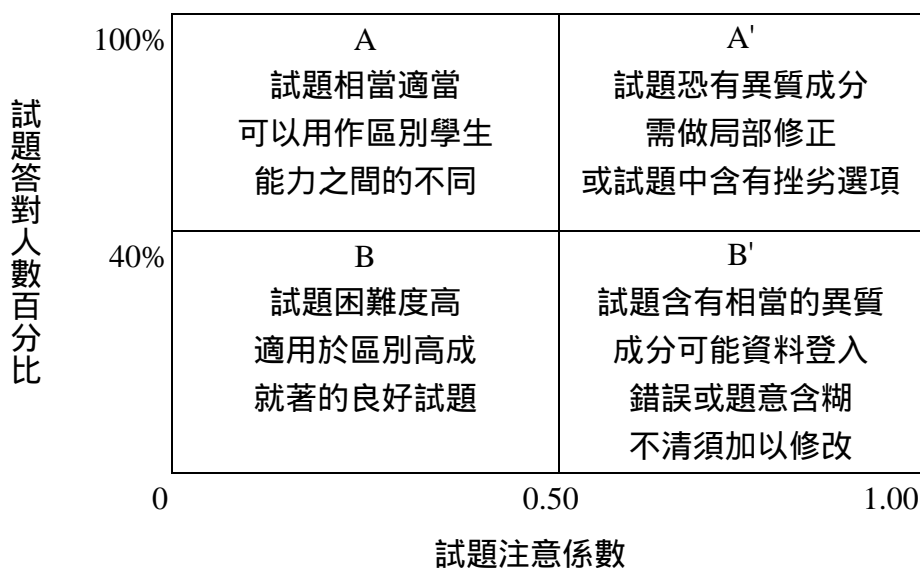 試題答對人數百分比
100%
A
試題相當適當
可以用作區別學生
能力之間的不同
A'
試題恐有異質成分
需做局部修正
或試題中含有挫劣選項
40%
B
試題困難度高
適用於區別高成
就著的良好試題
B'
試題含有相當的異質
成分可能資料登入
錯誤或題意含糊
不清須加以修改
0
0.50
1.00
試題注意係數